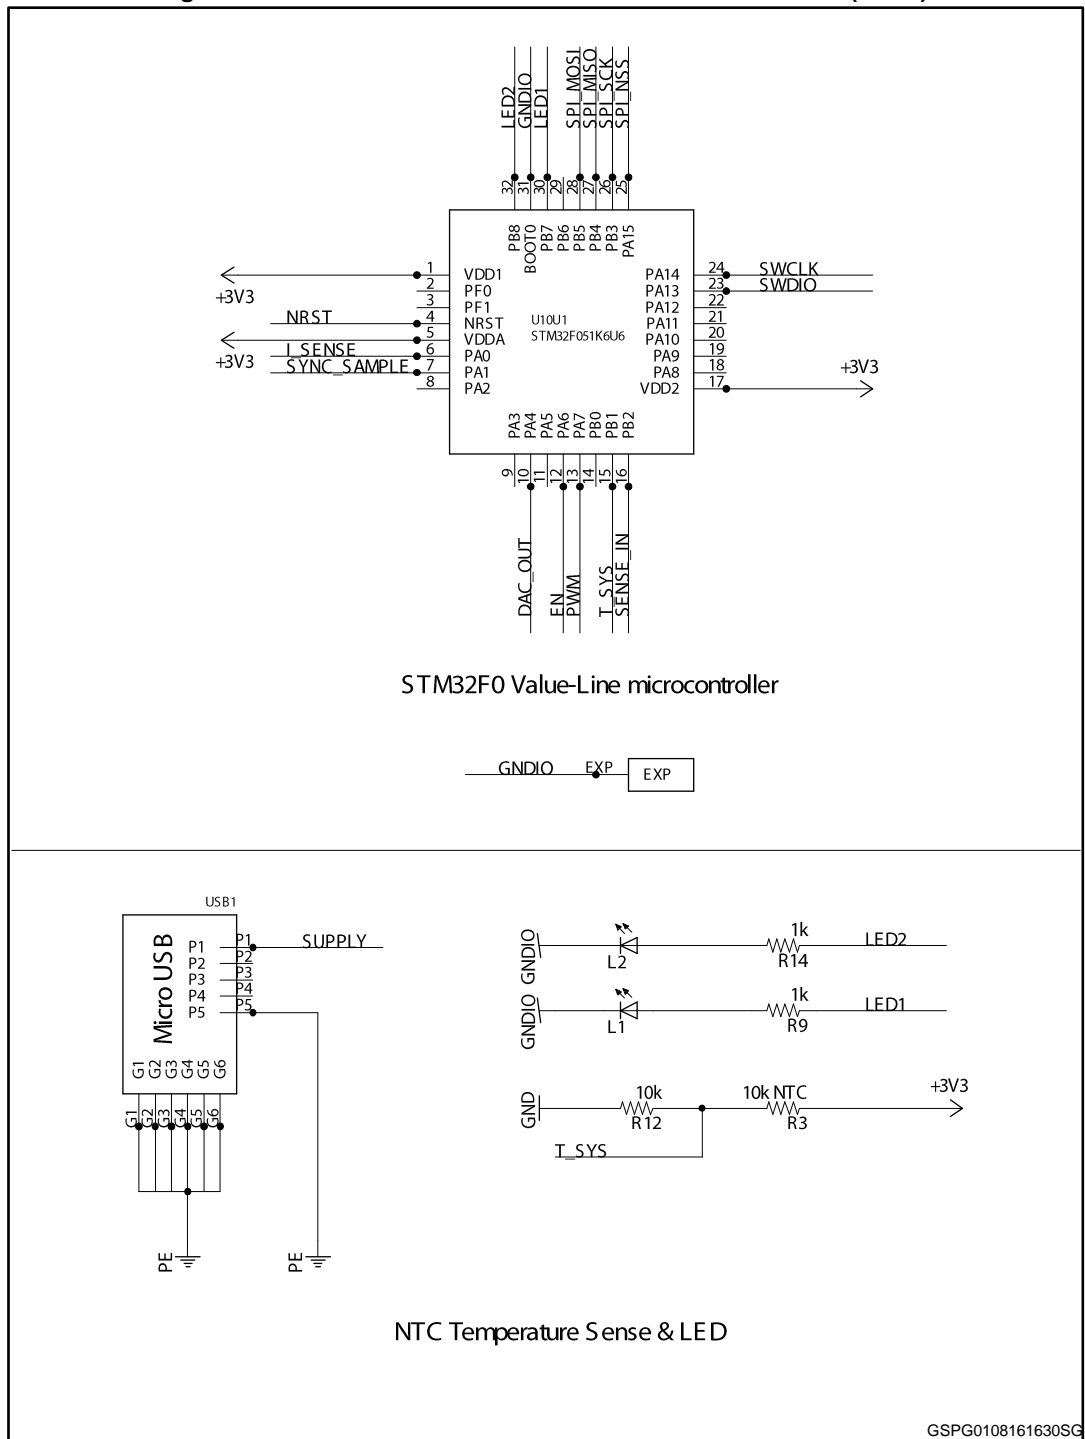 LED2
GNDIO
LED1
SPI_MOSI
SPI_MISO
SPI_SCK
SPI_NSS
32
31
30
29
28
27
26
25
PB8
BOOT0
PB7
PB6
PB5
PB4
PB3
PA15
1 VDD1
+3V3
2 PF0
3 PF1
NRST 4 NRST
5 VDDA
+3V3
I_SENSE 6 PA0
SYNC_SAMPLE 7 PA1
8 PA2
U10U1
STM32F051K6U6
PA14 24 SWCLK
PA13 23 SWDIO
PA12 22
PA11 21
PA10 20
PA9 19
PA8 18
VDD2 17
+3V3
PA3
PA4
PA5
PA6
PA7
PB0
PB1
PB2
9
10
11
12
13
14
15
16
DAC_OUT
EN
PWM
T_SYS
SENSE_IN
STM32F0 Value-Line microcontroller
GNDIO EXP EXP
USB1
Micro USB
P1 P1 SUPPLY
P2 P2
P3 P3
P4 P4
P5 P5
G1
G2
G3
G4
G5
G6
G1
G2
G3
G4
G5
G6
PE
PE
GNDIO
L2
1k
R14
LED2
GNDIO
L1
1k
R9
LED1
GND
10k
R12
10k NTC
R3
+3V3
T_SYS
NTC Temperature Sense & LED
GSPG0108161630SG